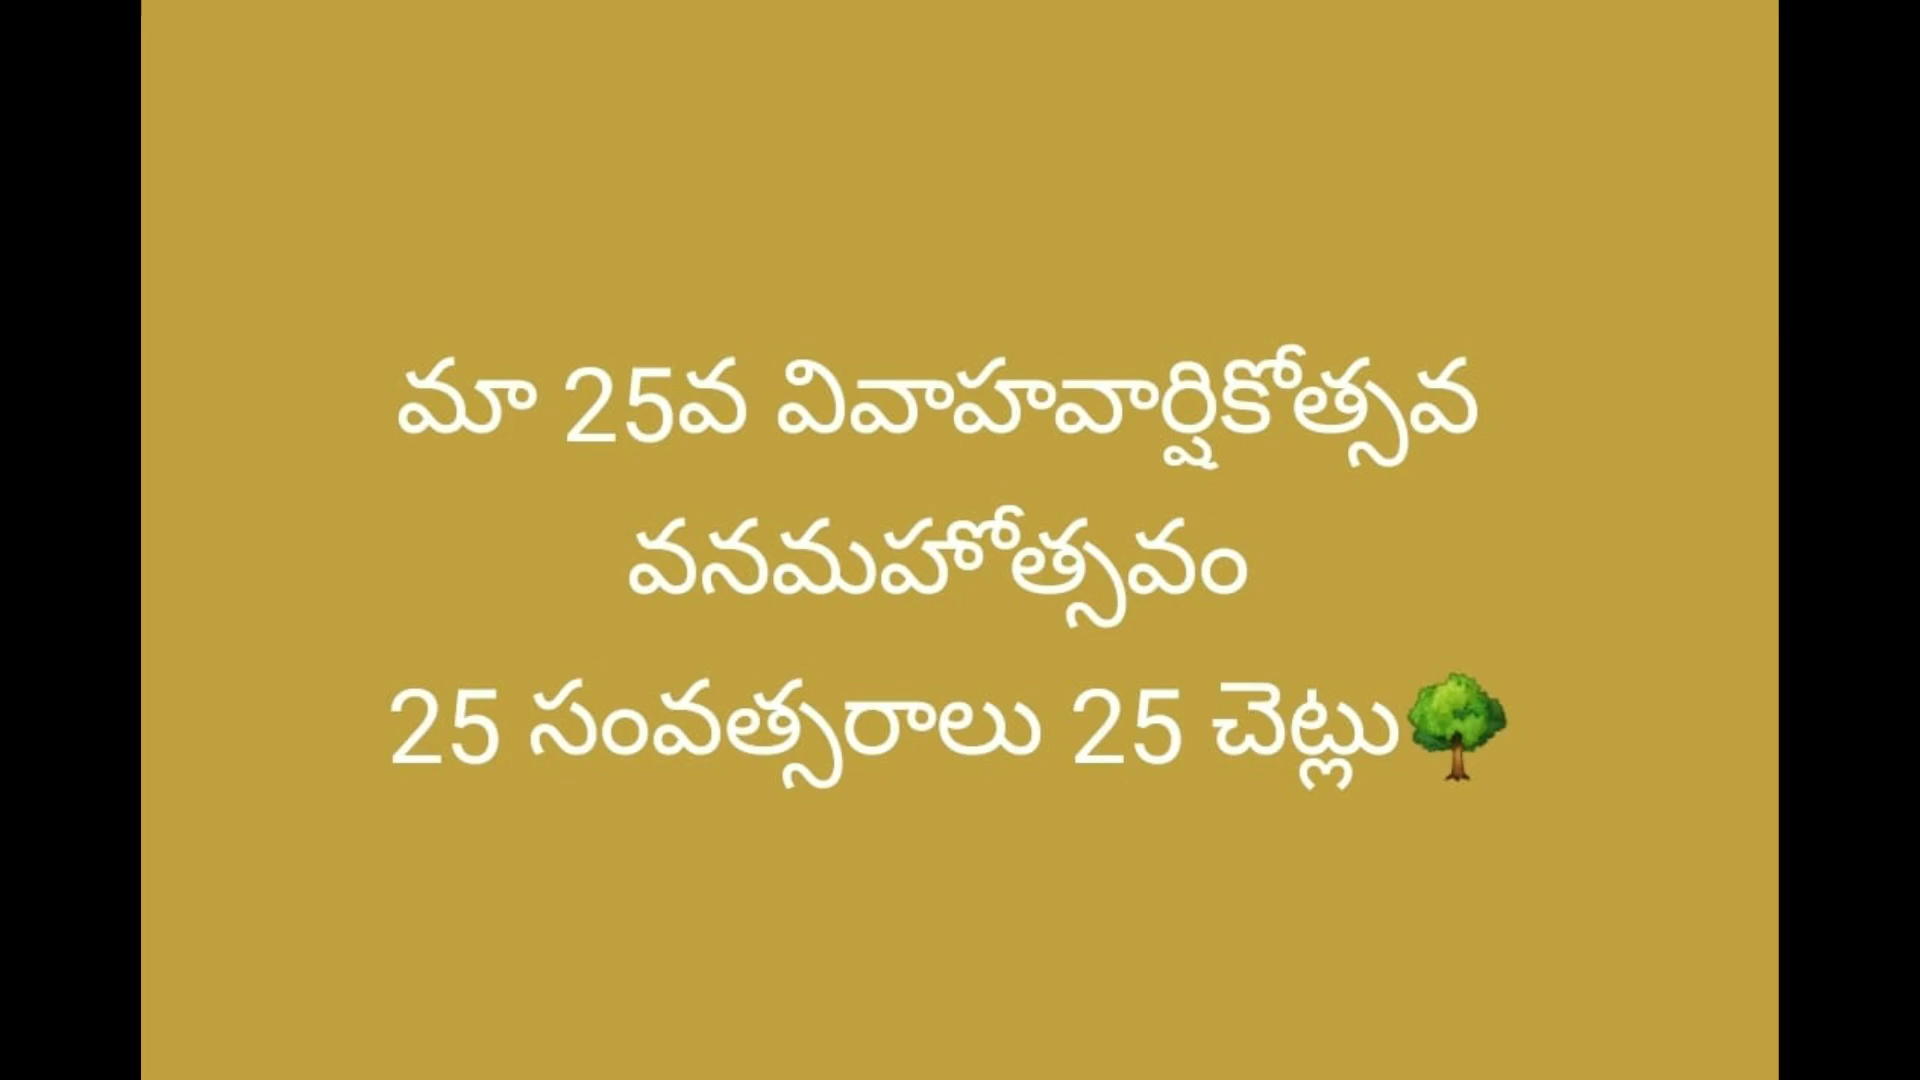 మా 25వ వివాహవార్షికోత్సవ
వనమహోత్సవం
25 సంవత్సరాలు 25 చెట్లు🌳